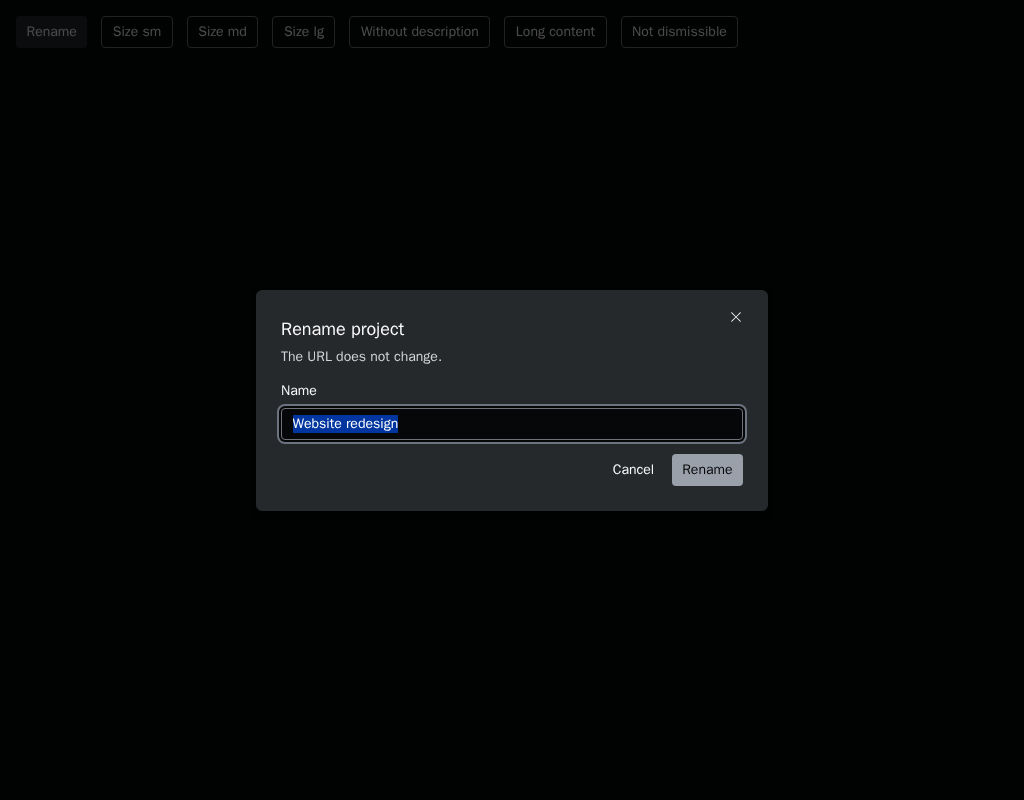 Rename Size sm Size md Size lg Without description Long content Not dismissible
Rename project
The URL does not change.
Name
Website redesign
Cancel Rename